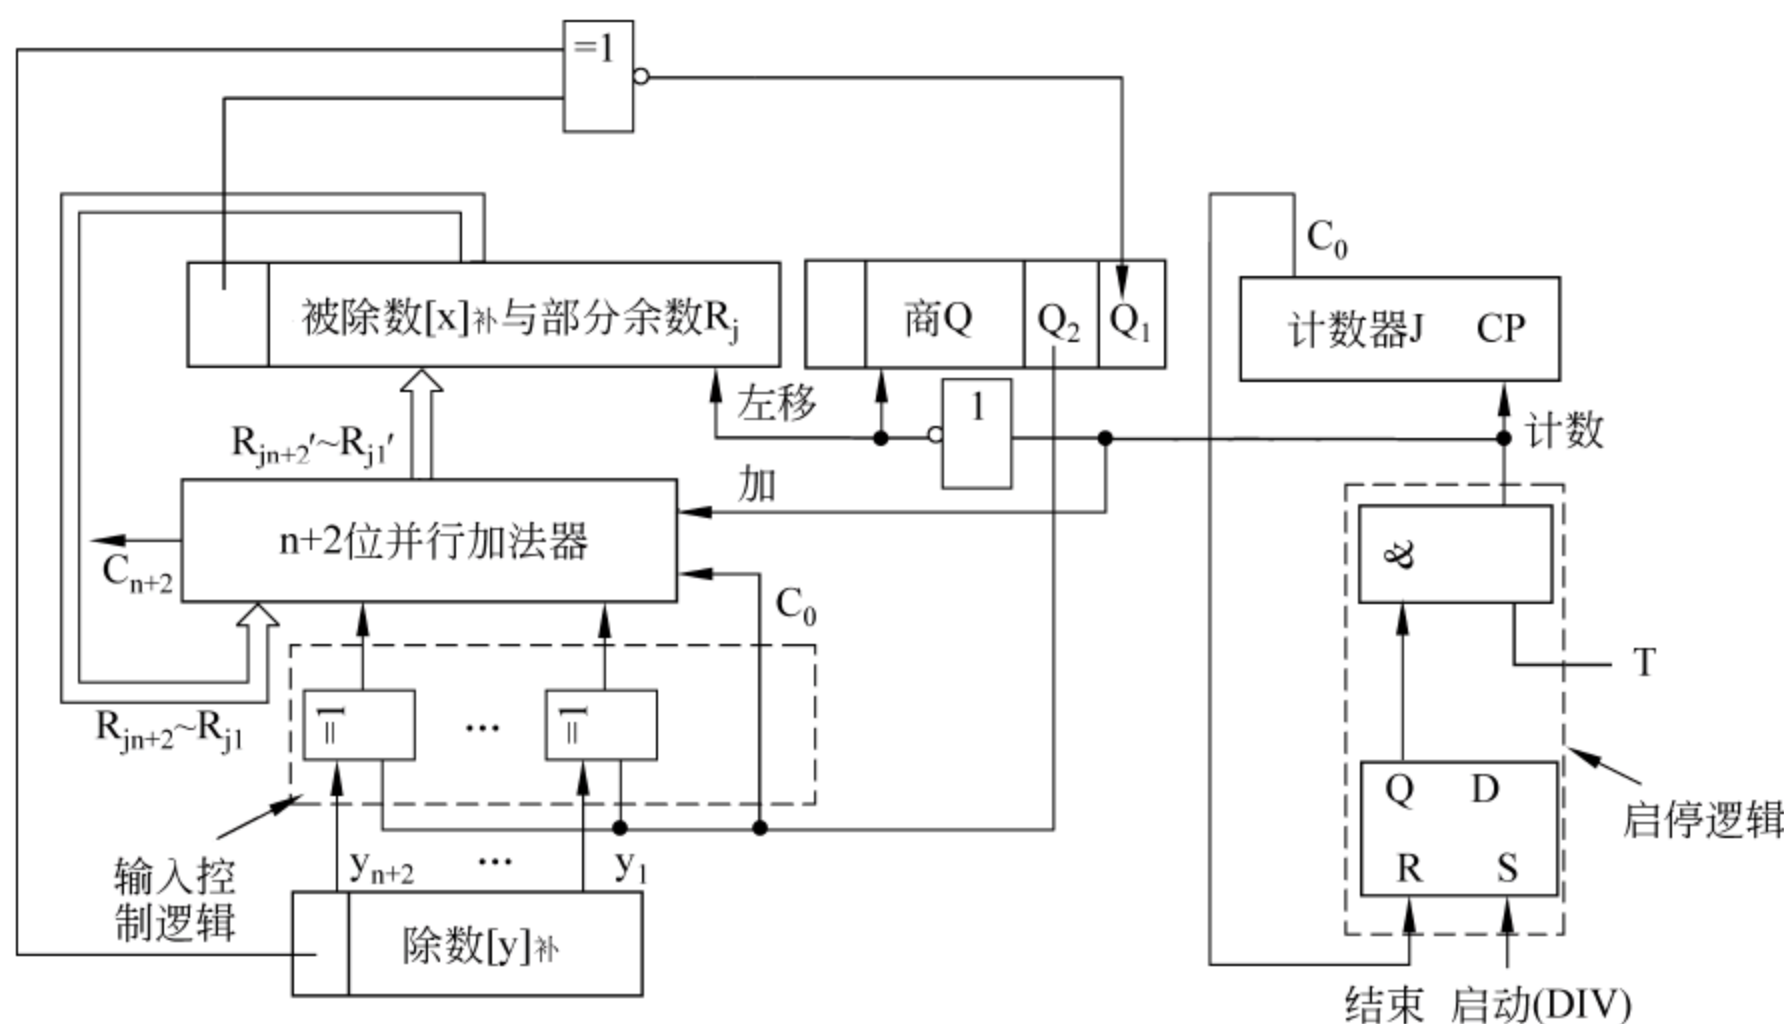 =1
C₀
被除数[x]补与部分余数Rⱼ
商Q Q₂ Q₁
计数器J CP
左移
1
计数
Rⱼₙ₊₂′~Rⱼ₁′
加
&
n+2位并行加法器
Cₙ₊₂
C₀
T
=1 … =1
Rⱼₙ₊₂~Rⱼ₁
Q D
启停逻辑
R S
输入控
制逻辑
yₙ₊₂ … y₁
除数[y]补
结束 启动(DIV)